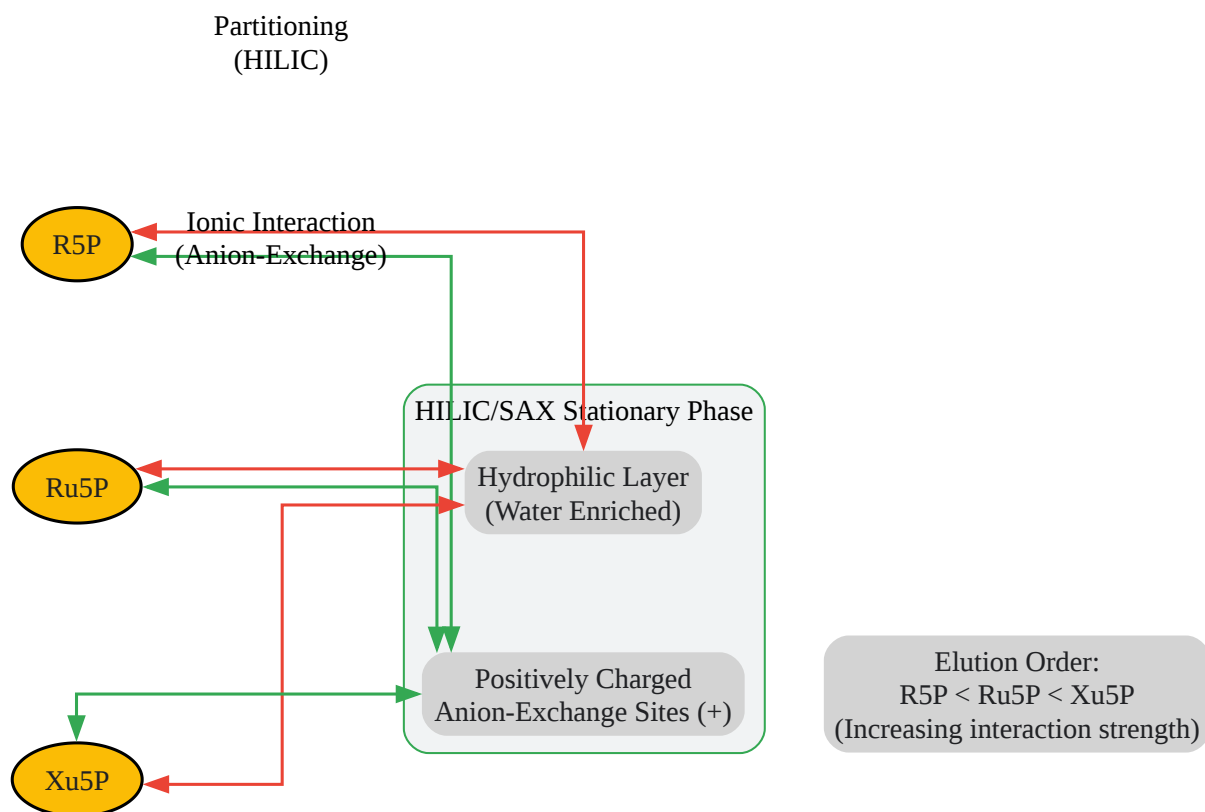 Partitioning
(HILIC)
R5P
Ionic Interaction
(Anion-Exchange)
HILIC/SAX Stationary Phase
Ru5P
Hydrophilic Layer
(Water Enriched)
Positively Charged
Anion-Exchange Sites (+)
Elution Order:
R5P < Ru5P < Xu5P
(Increasing interaction strength)
Xu5P